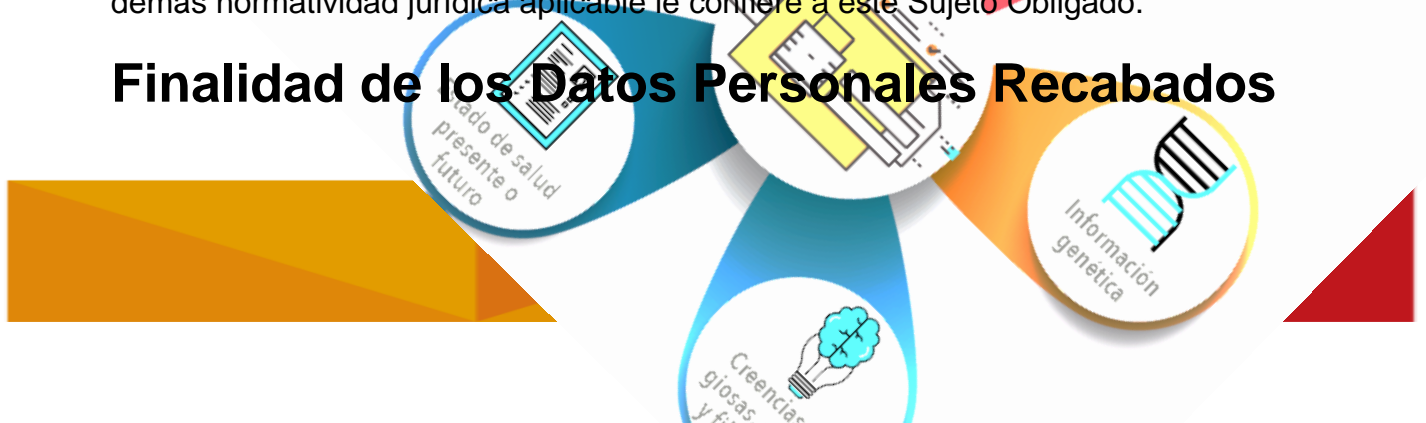 demás normatividad jurídica aplicable le confiere a este Sujeto Obligado.
Finalidad de los Datos Personales Recabados
Estado de salud
presente o
futuro
Información
genética
Creencias
giosas